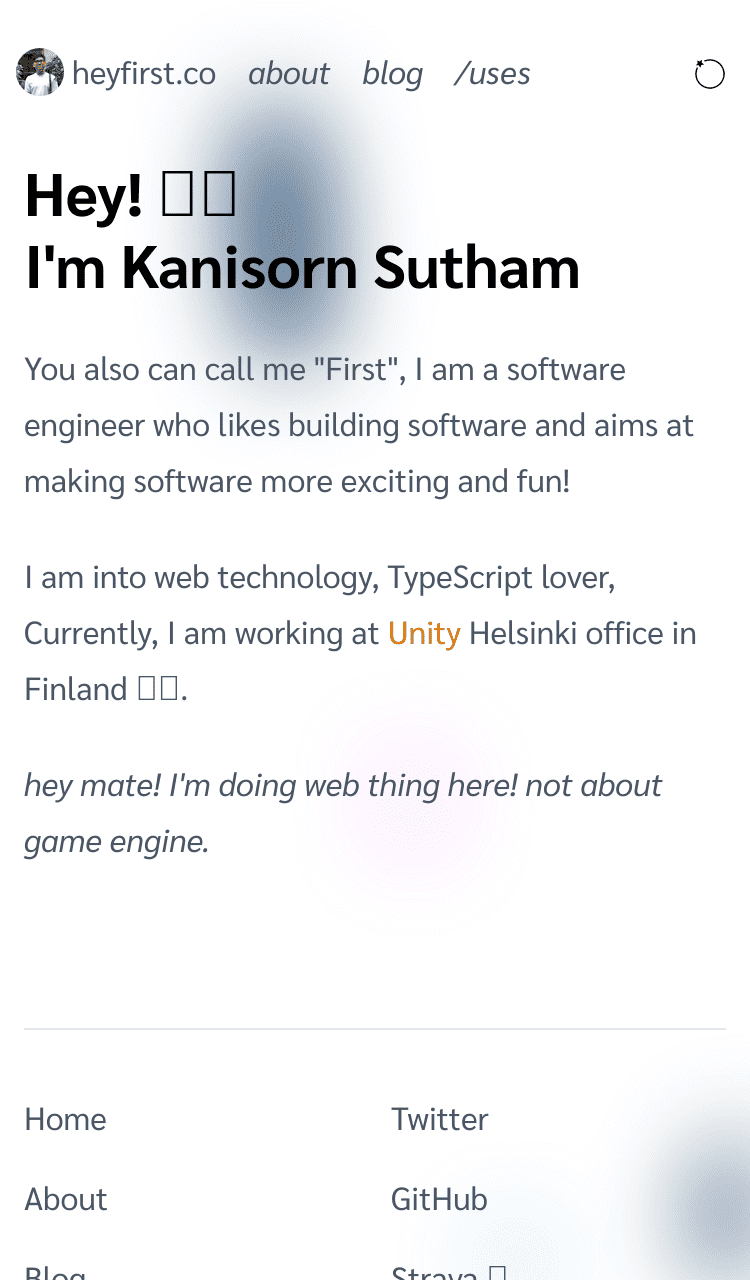 heyfirst.co about blog /uses
Hey! 
I'm Kanisorn Sutham
You also can call me "First", I am a software
engineer who likes building software and aims at
making software more exciting and fun!
I am into web technology, TypeScript lover,
Currently, I am working at Unity Helsinki office in
Finland .
hey mate! I'm doing web thing here! not about
game engine.
Home Twitter
About GitHub
Blog Strava